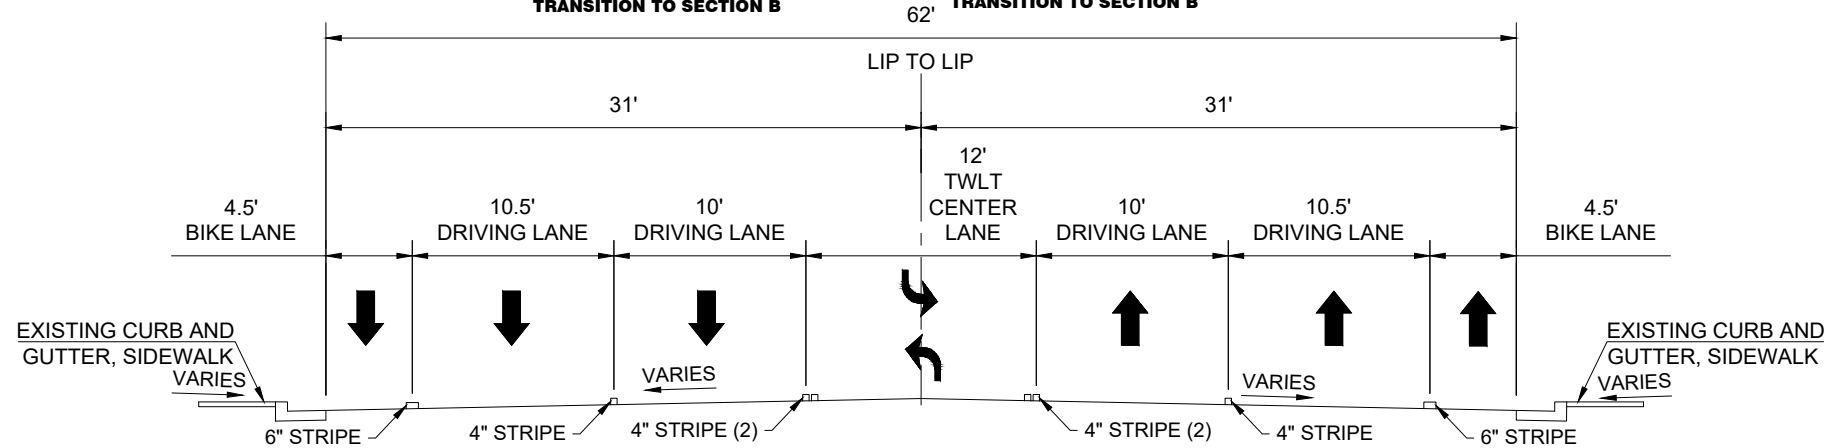 TRANSITION TO SECTION B
TRANSITION TO SECTION B
62'
LIP TO LIP
31'
31'
4.5'
BIKE LANE
10.5'
DRIVING LANE
10'
DRIVING LANE
12'
TWLT
CENTER
LANE
10'
DRIVING LANE
10.5'
DRIVING LANE
4.5'
BIKE LANE
EXISTING CURB AND
GUTTER, SIDEWALK
VARIES
VARIES
VARIES
EXISTING CURB AND
GUTTER, SIDEWALK
VARIES
6" STRIPE
4" STRIPE
4" STRIPE (2)
4" STRIPE (2)
4" STRIPE
6" STRIPE